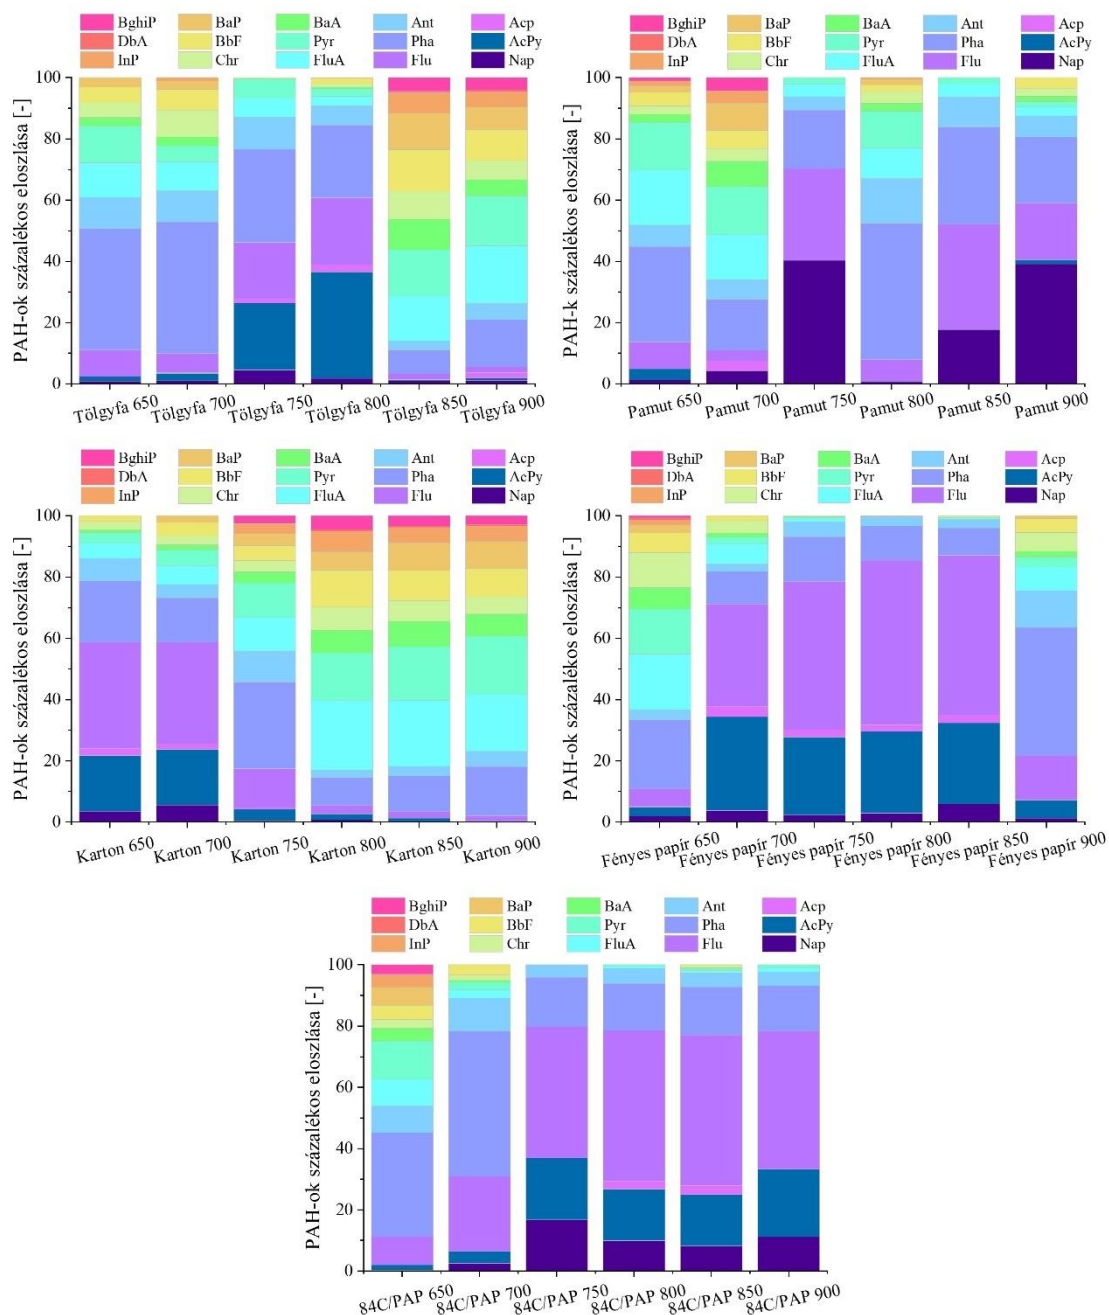 BghiP BaP BaA Ant Acp
DbA BbF Pyr Pha AcPy
InP Chr FluA Flu Nap
PAH-ok százalékos eloszlása [-]
100
80
60
40
20
0
Tölgyfa 650 Tölgyfa 700 Tölgyfa 750 Tölgyfa 800 Tölgyfa 850 Tölgyfa 900
BghiP BaP BaA Ant Acp
DbA BbF Pyr Pha AcPy
InP Chr FluA Flu Nap
PAH-k százalékos eloszlása [-]
100
80
60
40
20
0
Pamut 650 Pamut 700 Pamut 750 Pamut 800 Pamut 850 Pamut 900
BghiP BaP BaA Ant Acp
DbA BbF Pyr Pha AcPy
InP Chr FluA Flu Nap
PAH-ok százalékos eloszlása [-]
100
80
60
40
20
0
Karton 650 Karton 700 Karton 750 Karton 800 Karton 850 Karton 900
BghiP BaP BaA Ant Acp
DbA BbF Pyr Pha AcPy
InP Chr FluA Flu Nap
PAH-ok százalékos eloszlása [-]
100
80
60
40
20
0
Fényes papír 650 Fényes papír 700 Fényes papír 750 Fényes papír 800 Fényes papír 850 Fényes papír 900
BghiP BaP BaA Ant Acp
DbA BbF Pyr Pha AcPy
InP Chr FluA Flu Nap
PAH-ok százalékos eloszlása [-]
100
80
60
40
20
0
84C/PAP 650 84C/PAP 700 84C/PAP 750 84C/PAP 800 84C/PAP 850 84C/PAP 900